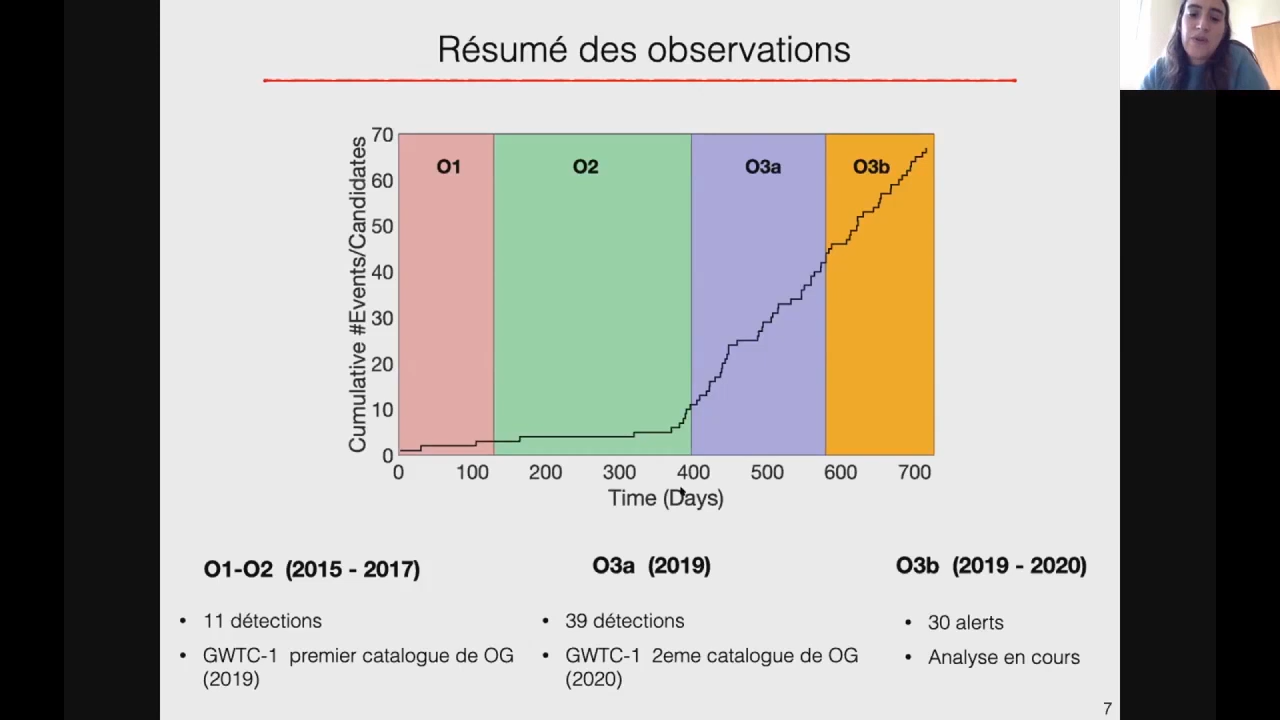 Résumé des observations
Cumulative #Events/Candidates
70
60
50
40
30
20
10
0
O1
O2
O3a
O3b
0 100 200 300 400 500 600 700
Time (Days)
O1-O2 (2015 - 2017)
• 11 détections
• GWTC-1 premier catalogue de OG
(2019)
O3a (2019)
• 39 détections
• GWTC-1 2eme catalogue de OG
(2020)
O3b (2019 - 2020)
• 30 alerts
• Analyse en cours
7